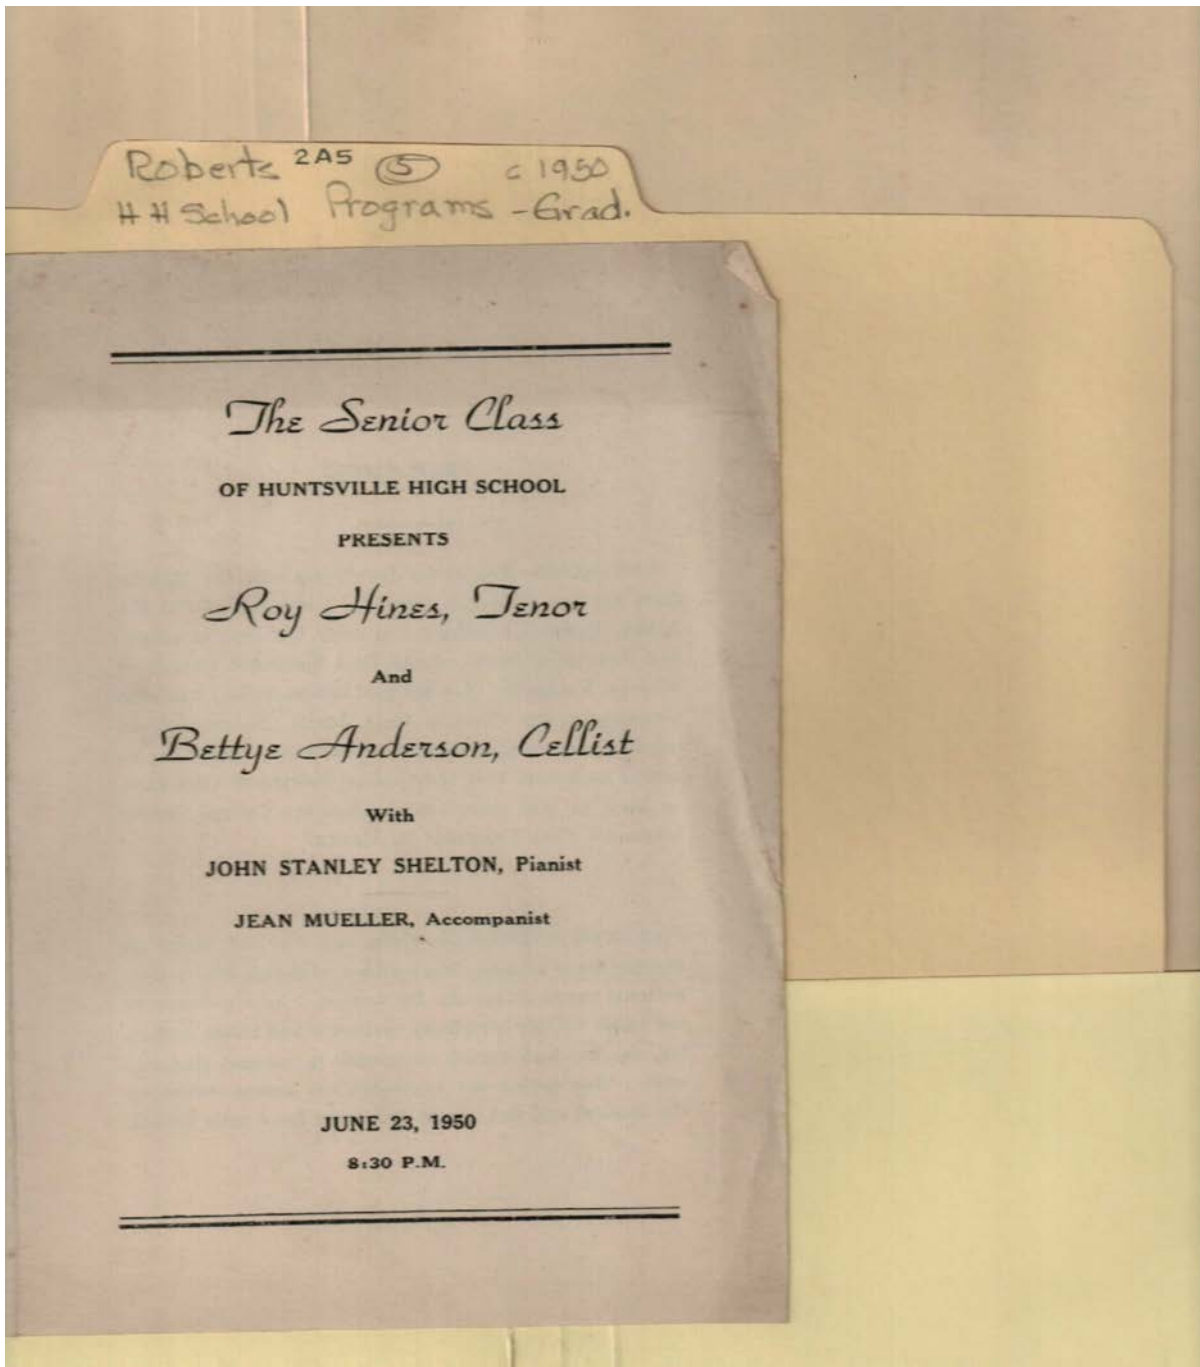 Roberts 2A5 5 c 1950
H H School Programs - Grad.
The Senior Class
OF HUNTSVILLE HIGH SCHOOL
PRESENTS
Roy Hines, Tenor
And
Bettye Anderson, Cellist
With
JOHN STANLEY SHELTON, Pianist
JEAN MUELLER, Accompanist
JUNE 23, 1950
8:30 P.M.